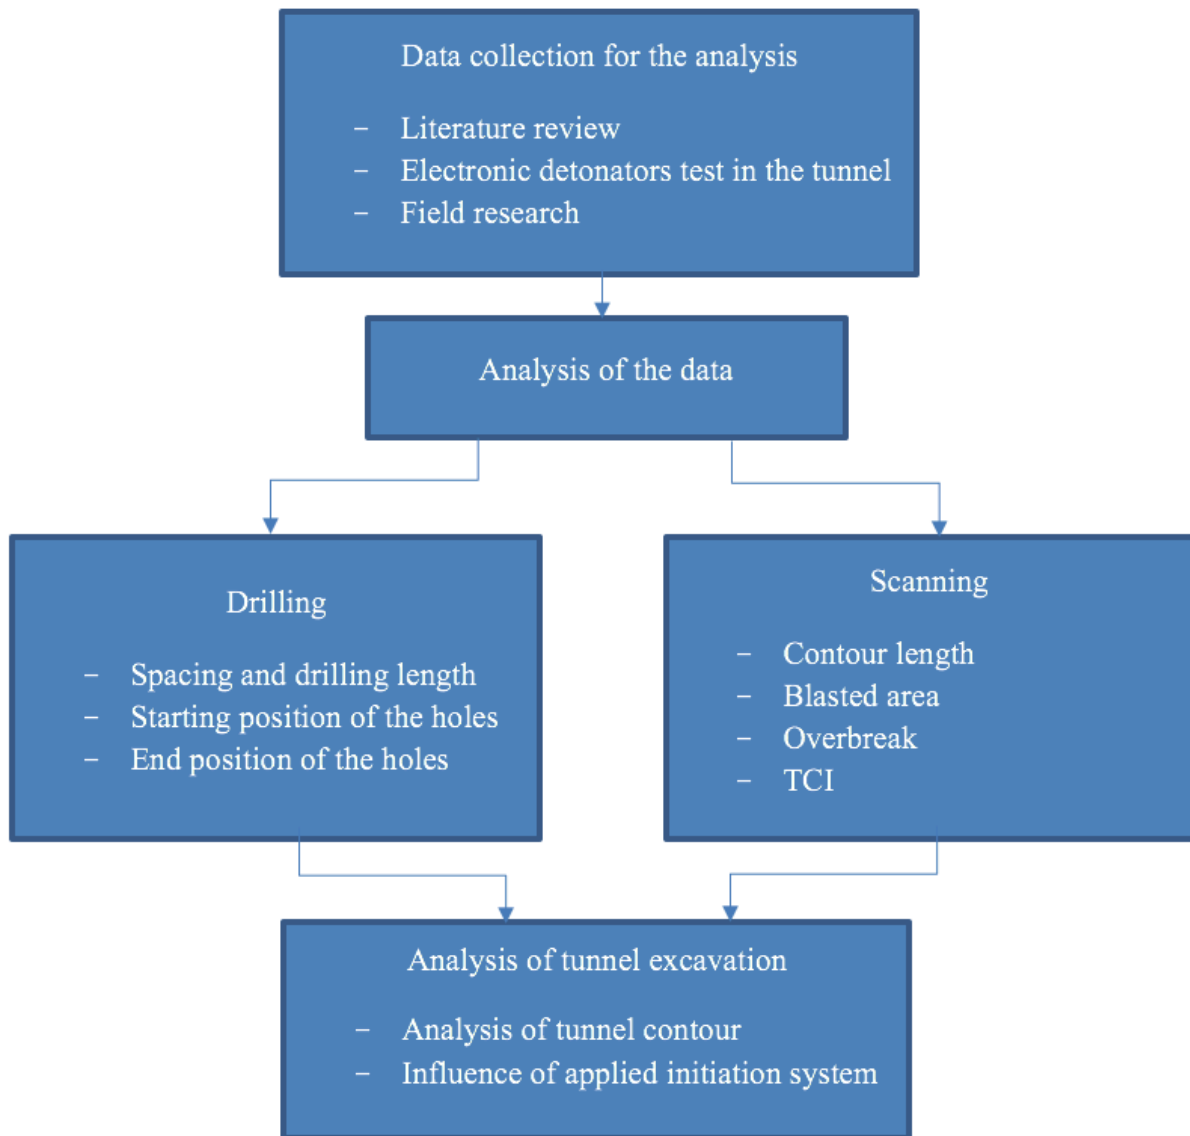 Data collection for the analysis
– Literature review
– Electronic detonators test in the tunnel
– Field research
Analysis of the data
Drilling
– Spacing and drilling length
– Starting position of the holes
– End position of the holes
Scanning
– Contour length
– Blasted area
– Overbreak
– TCI
Analysis of tunnel excavation
– Analysis of tunnel contour
– Influence of applied initiation system